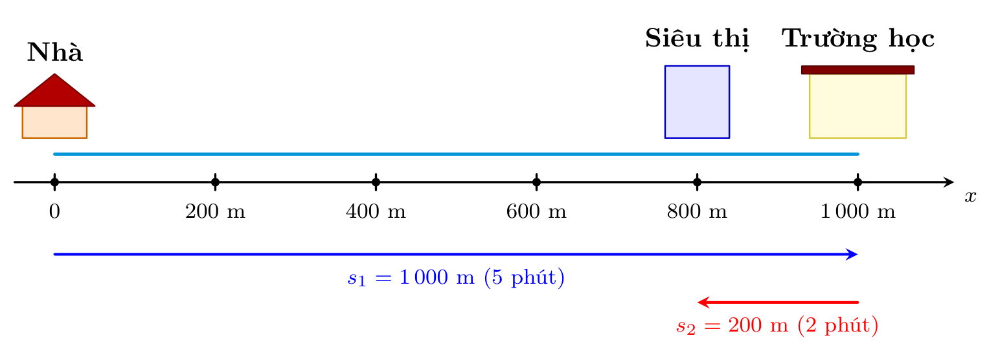 Nhà
Siêu thị
Trường học
0
200 m
400 m
600 m
800 m
1 000 m
x
s₁ = 1 000 m (5 phút)
s₂ = 200 m (2 phút)